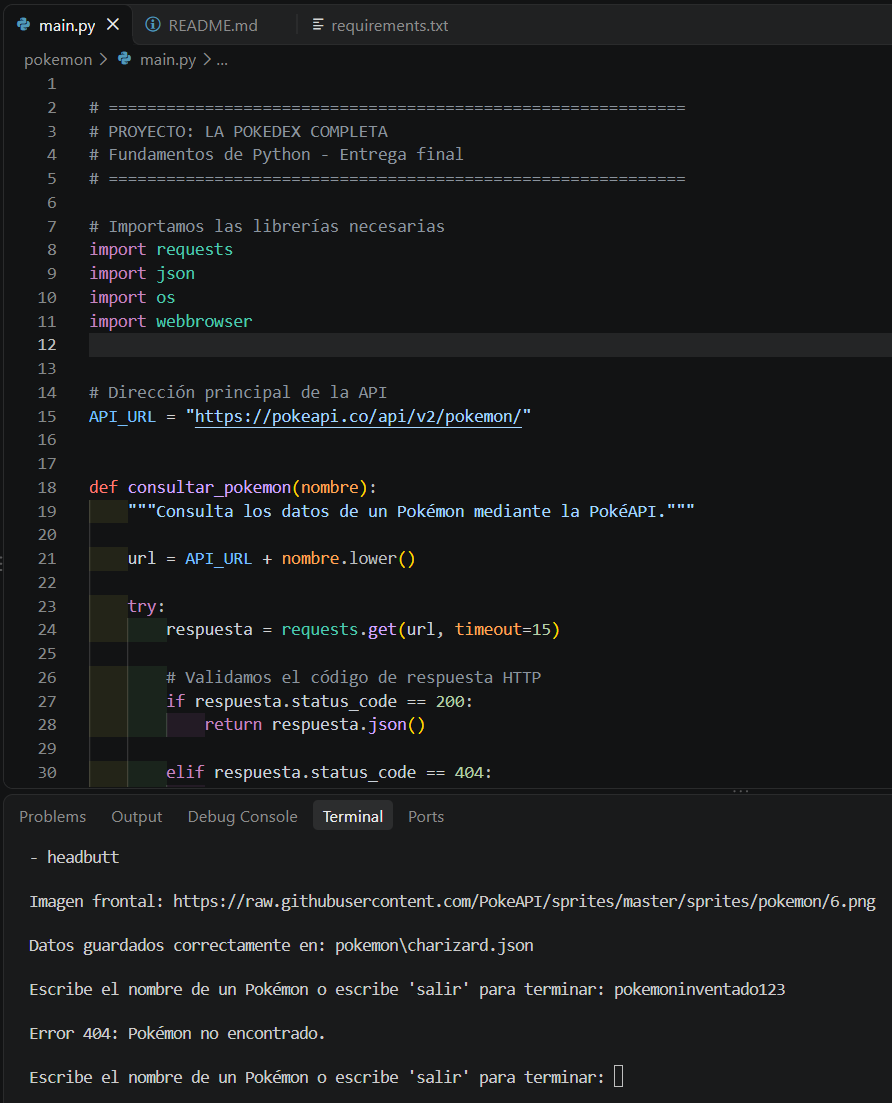 main.py
README.md
requirements.txt
pokemon > main.py > ...
1
2 # ============================================================
3 # PROYECTO: LA POKEDEX COMPLETA
4 # Fundamentos de Python - Entrega final
5 # ============================================================
6
7 # Importamos las librerías necesarias
8 import requests
9 import json
10 import os
11 import webbrowser
12
13
14 # Dirección principal de la API
15 API_URL = "https://pokeapi.co/api/v2/pokemon/"
16
17
18 def consultar_pokemon(nombre):
19     """Consulta los datos de un Pokémon mediante la PokéAPI."""
20
21     url = API_URL + nombre.lower()
22
23     try:
24         respuesta = requests.get(url, timeout=15)
25
26         # Validamos el código de respuesta HTTP
27         if respuesta.status_code == 200:
28             return respuesta.json()
29
30         elif respuesta.status_code == 404:
Problems Output Debug Console Terminal Ports
- headbutt
Imagen frontal: https://raw.githubusercontent.com/PokeAPI/sprites/master/sprites/pokemon/6.png
Datos guardados correctamente en: pokemon\charizard.json
Escribe el nombre de un Pokémon o escribe 'salir' para terminar: pokemoninventado123
Error 404: Pokémon no encontrado.
Escribe el nombre de un Pokémon o escribe 'salir' para terminar: